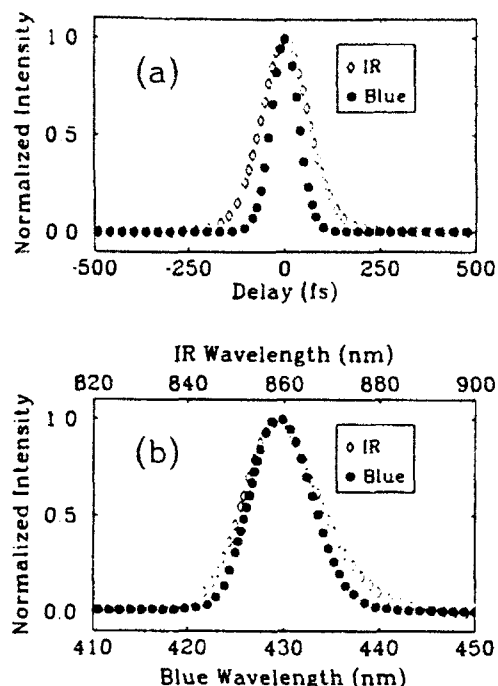 (a)
Normalized Intensity
1 0
0 5
0 0
IR
Blue
-500 -250 0 250 500
Delay (fs)
IR Wavelength (nm)
820 840 860 880 900
(b)
Normalized Intensity
1 0
0.5
0.0
IR
Blue
410 420 430 440 450
Blue Wavelength (nm)